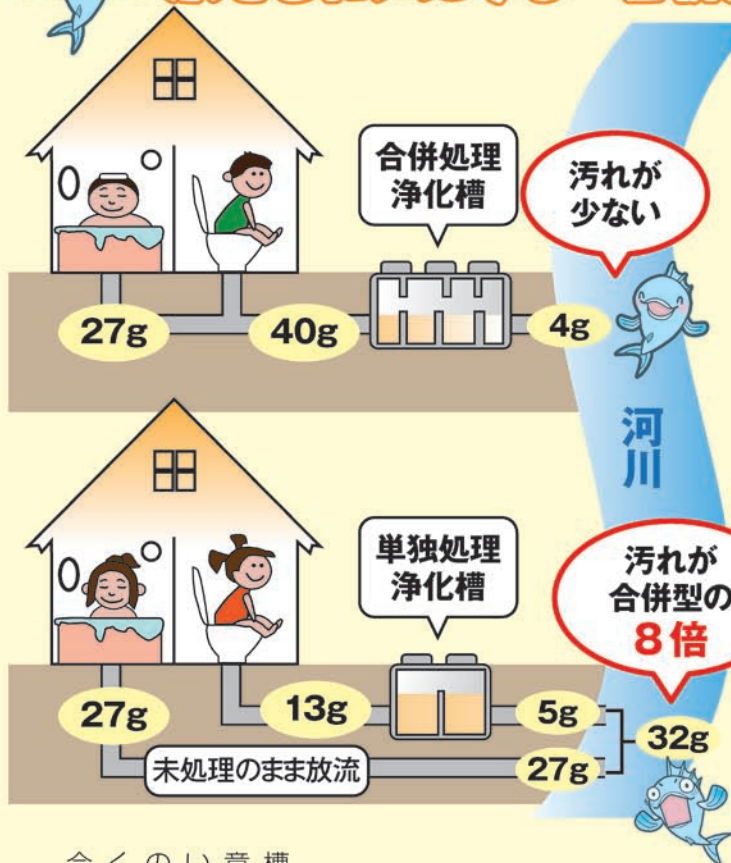 合併処理
浄化槽
汚れが
少ない
27g
40g
4g
河川
単独処理
浄化槽
汚れが
合併型の
8倍
27g
13g
5g
未処理のまま放流
27g
32g